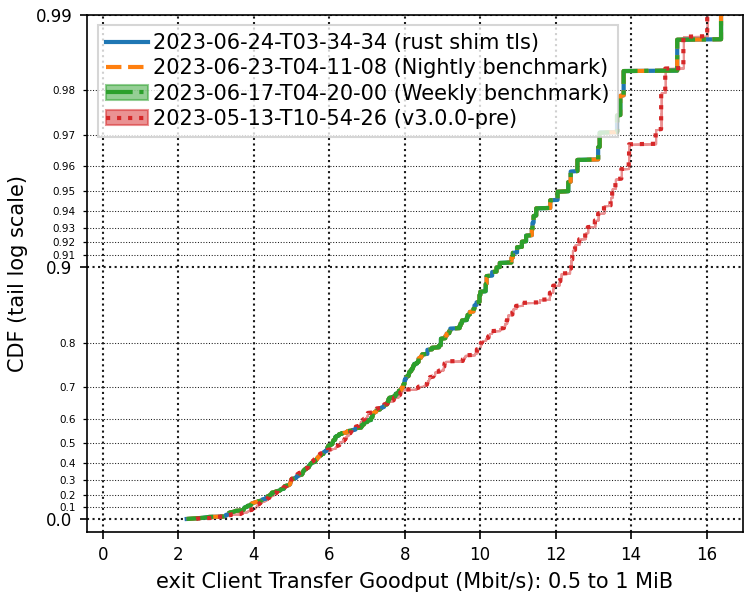 0.99
2023-06-24-T03-34-34 (rust shim tls)
2023-06-23-T04-11-08 (Nightly benchmark)
2023-06-17-T04-20-00 (Weekly benchmark)
2023-05-13-T10-54-26 (v3.0.0-pre)
0.98
0.97
0.96
0.95
0.94
0.93
0.92
0.91
0.9
0.8
0.7
0.6
0.5
0.4
0.3
0.2
0.1
0.0
CDF (tail log scale)
0 2 4 6 8 10 12 14 16
exit Client Transfer Goodput (Mbit/s): 0.5 to 1 MiB